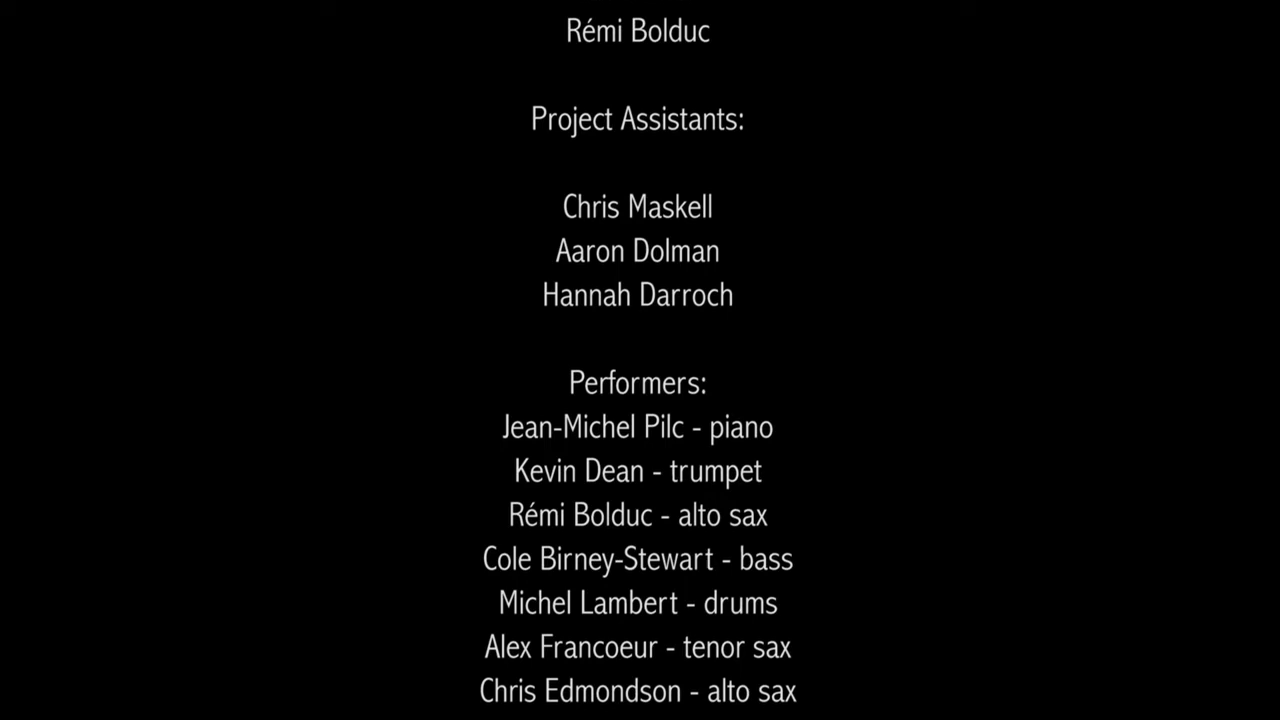 Rémi Bolduc
Project Assistants:
Chris Maskell
Aaron Dolman
Hannah Darroch
Performers:
Jean-Michel Pilc - piano
Kevin Dean - trumpet
Rémi Bolduc - alto sax
Cole Birney-Stewart - bass
Michel Lambert - drums
Alex Francoeur - tenor sax
Chris Edmondson - alto sax